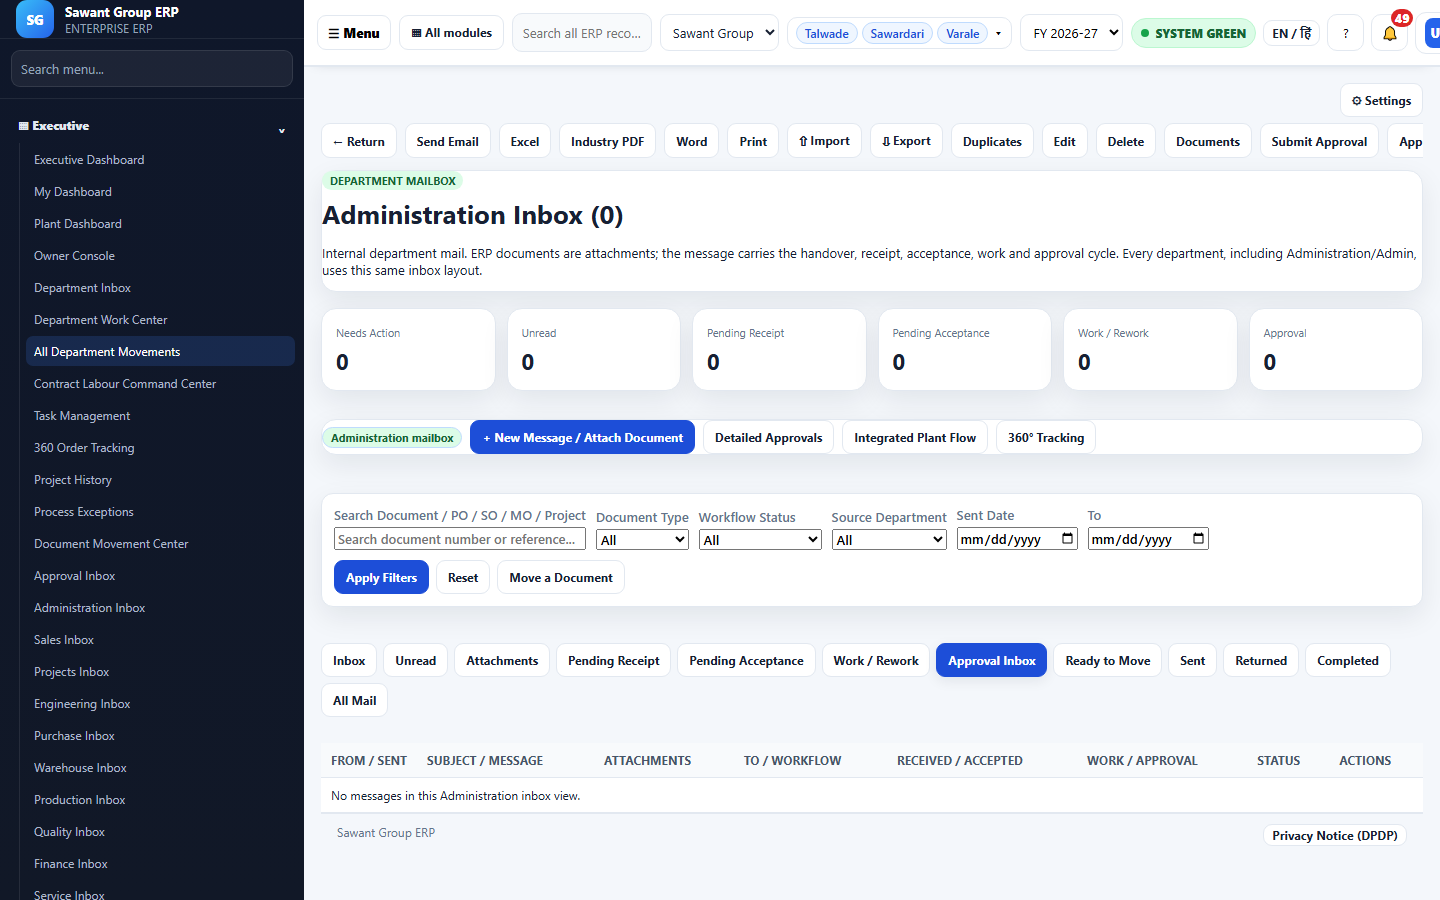 SG
Sawant Group ERP
ENTERPRISE ERP
Search menu...
Executive
Executive Dashboard
My Dashboard
Plant Dashboard
Owner Console
Department Inbox
Department Work Center
All Department Movements
Contract Labour Command Center
Task Management
360 Order Tracking
Project History
Process Exceptions
Document Movement Center
Approval Inbox
Administration Inbox
Sales Inbox
Projects Inbox
Engineering Inbox
Purchase Inbox
Warehouse Inbox
Production Inbox
Quality Inbox
Finance Inbox
Service Inbox
☰ Menu
All modules
Search all ERP reco...
Sawant Group
Talwade Sawardari Varale
FY 2026-27
SYSTEM GREEN
EN / हिं
?
49
U
⚙ Settings
← Return
Send Email
Excel
Industry PDF
Word
Print
⇧ Import
⇩ Export
Duplicates
Edit
Delete
Documents
Submit Approval
App
DEPARTMENT MAILBOX
Administration Inbox (0)
Internal department mail. ERP documents are attachments; the message carries the handover, receipt, acceptance, work and approval cycle. Every department, including Administration/Admin,
uses this same inbox layout.
Needs Action
0
Unread
0
Pending Receipt
0
Pending Acceptance
0
Work / Rework
0
Approval
0
Administration mailbox
+ New Message / Attach Document
Detailed Approvals
Integrated Plant Flow
360° Tracking
Search Document / PO / SO / MO / Project
Search document number or reference...
Document Type
All
Workflow Status
All
Source Department
All
Sent Date
mm/dd/yyyy
To
mm/dd/yyyy
Apply Filters
Reset
Move a Document
Inbox
Unread
Attachments
Pending Receipt
Pending Acceptance
Work / Rework
Approval Inbox
Ready to Move
Sent
Returned
Completed
All Mail
FROM / SENT SUBJECT / MESSAGE ATTACHMENTS TO / WORKFLOW RECEIVED / ACCEPTED WORK / APPROVAL STATUS ACTIONS
No messages in this Administration inbox view.
Sawant Group ERP
Privacy Notice (DPDP)